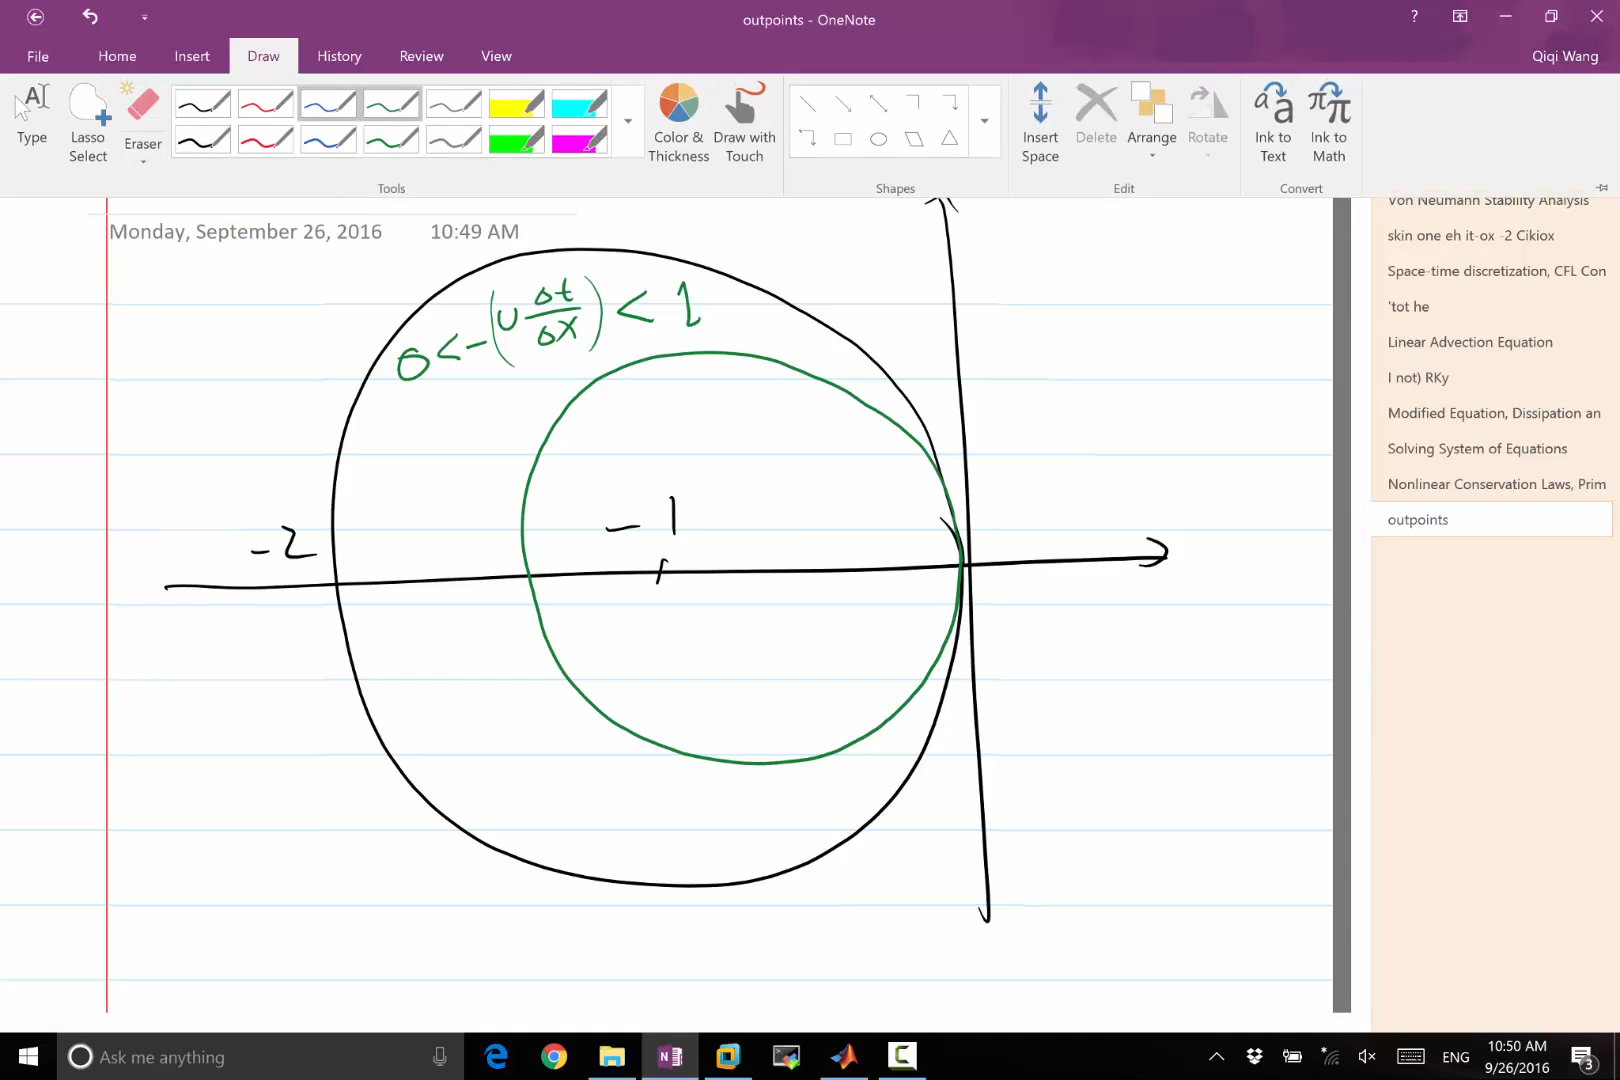 outpoints - OneNote
?
File Home Insert Draw History Review View
Qiqi Wang
Type
Lasso Select
Eraser
Color & Thickness
Draw with Touch
Insert Space
Delete
Arrange
Rotate
Ink to Text
Ink to Math
Tools
Shapes
Edit
Convert
Monday, September 26, 2016 10:49 AM
0 < -(U Δt/Δx) < 1
-1
-2
Von Neumann Stability Analysis
skin one eh it-ox -2 Cikiox
Space-time discretization, CFL Con
'tot he
Linear Advection Equation
I not) RKy
Modified Equation, Dissipation an
Solving System of Equations
Nonlinear Conservation Laws, Prim
outpoints
Ask me anything
ENG
10:50 AM
9/26/2016
3